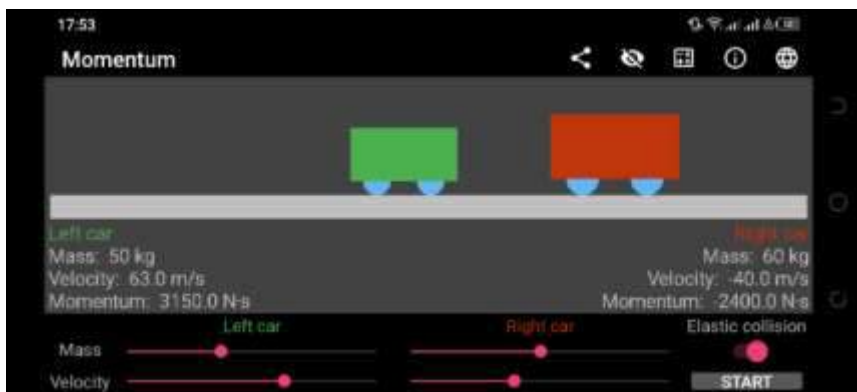 17:53
Momentum
Left car
Right car
Mass: 50 kg
Mass: 60 kg
Velocity: 63.0 m/s
Velocity: -40.0 m/s
Momentum: 3150.0 N·s
Momentum: -2400.0 N·s
Left car
Right car
Elastic collision
Mass
Velocity
START